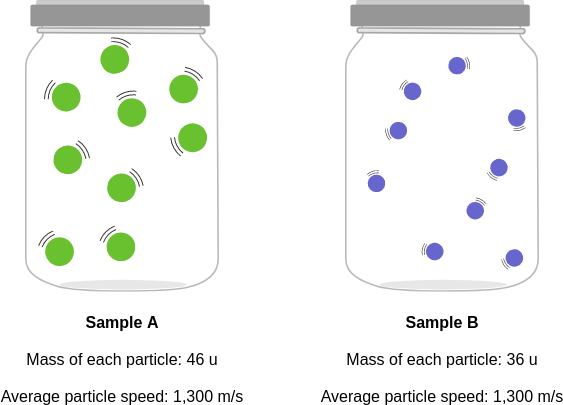 Sample A
Sample B
Mass of each particle: 46 u
Mass of each particle: 36 u
Average particle speed: 1,300 m/s
Average particle speed: 1,300 m/s